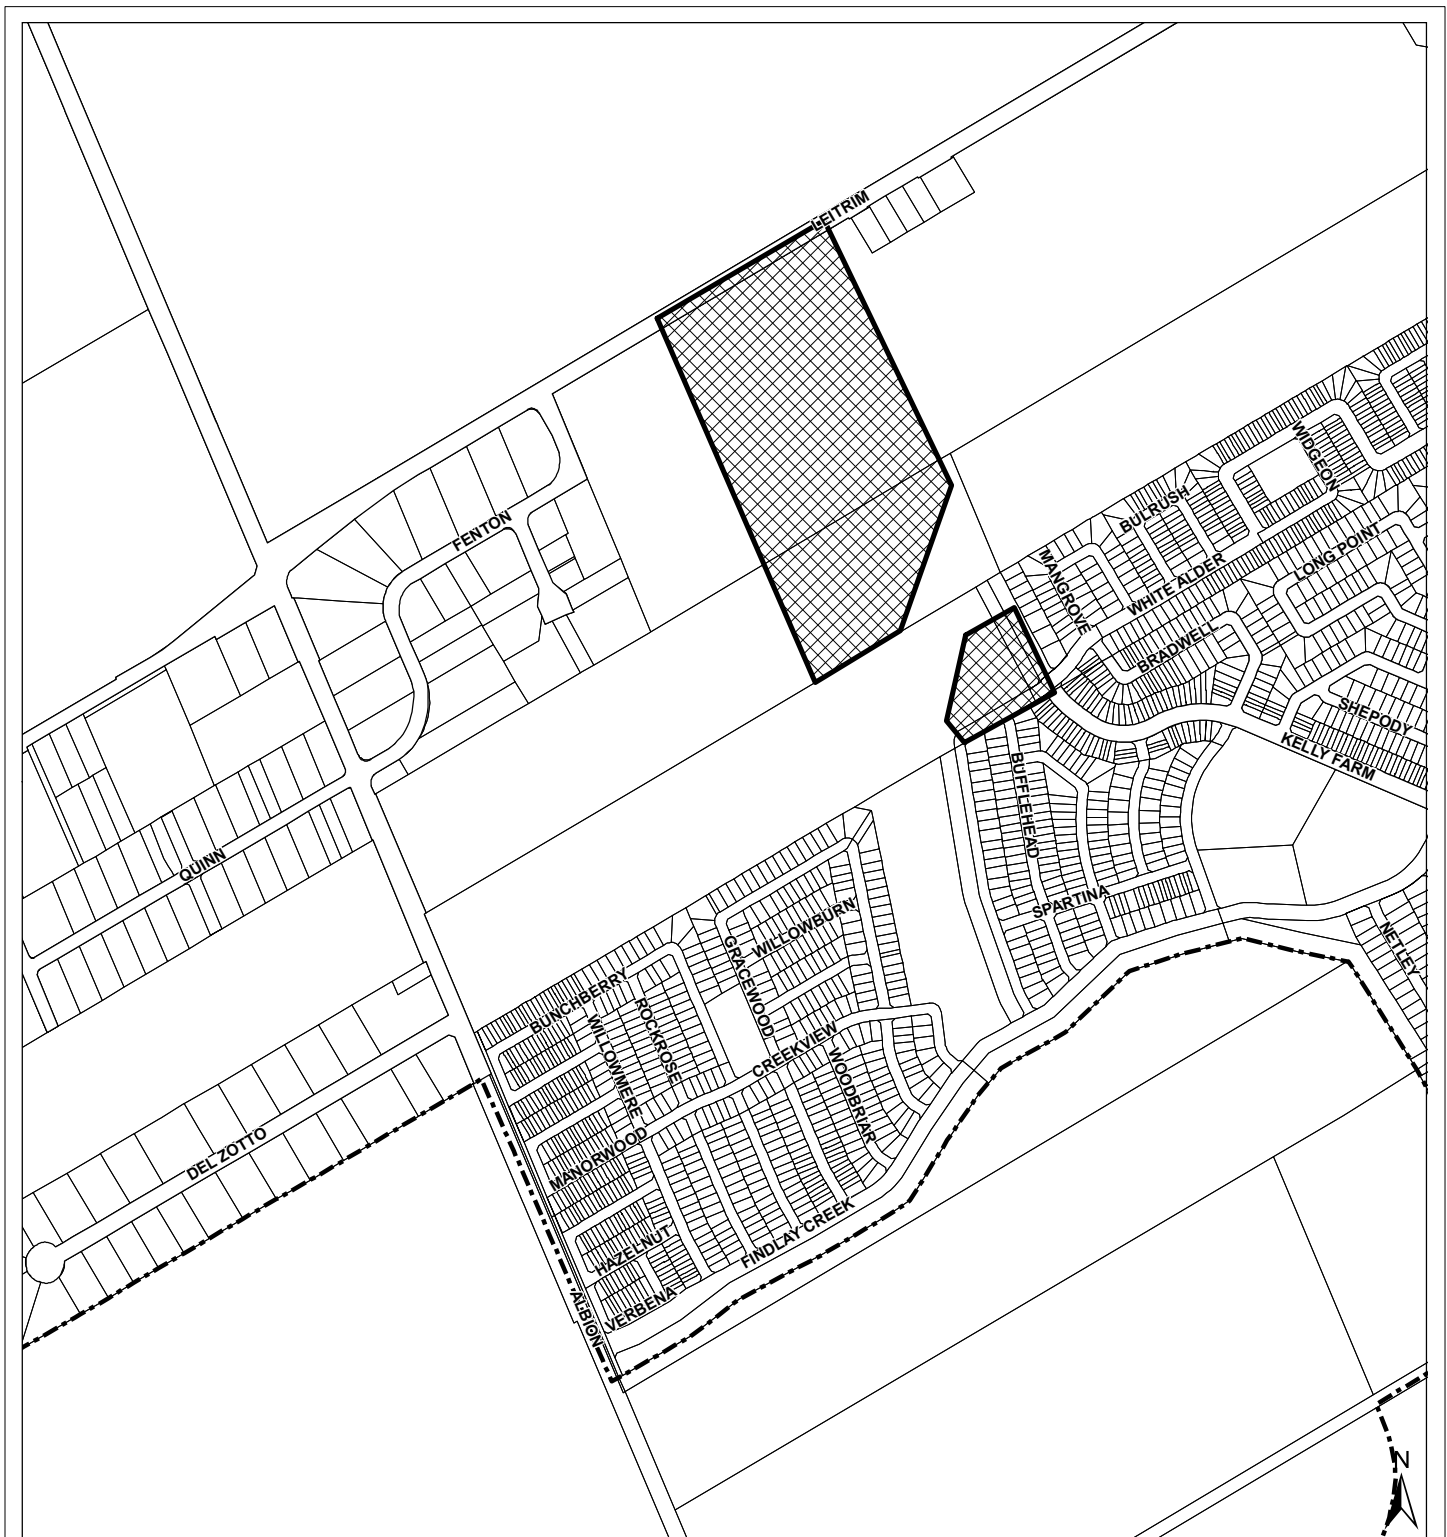 LEITRIM
WIDGEON
BULRUSH
FENTON
LONG POINT
MANGROVE
WHITE ALDER
BRADWELL
SHEPODY
KELLY FARM
BUFFLEHEAD
QUINN
SPARTINA
WILLOWBURN
NETLEY
GRACEWOOD
BUNCHBERRY
ROCKROSE
WILLOWMERE
CREEKVIEW
WOODBRIAR
MANORWOOD
DEL ZOTTO
FINDLAY CREEK
HAZELNUT
VERBENA
ALBION
N